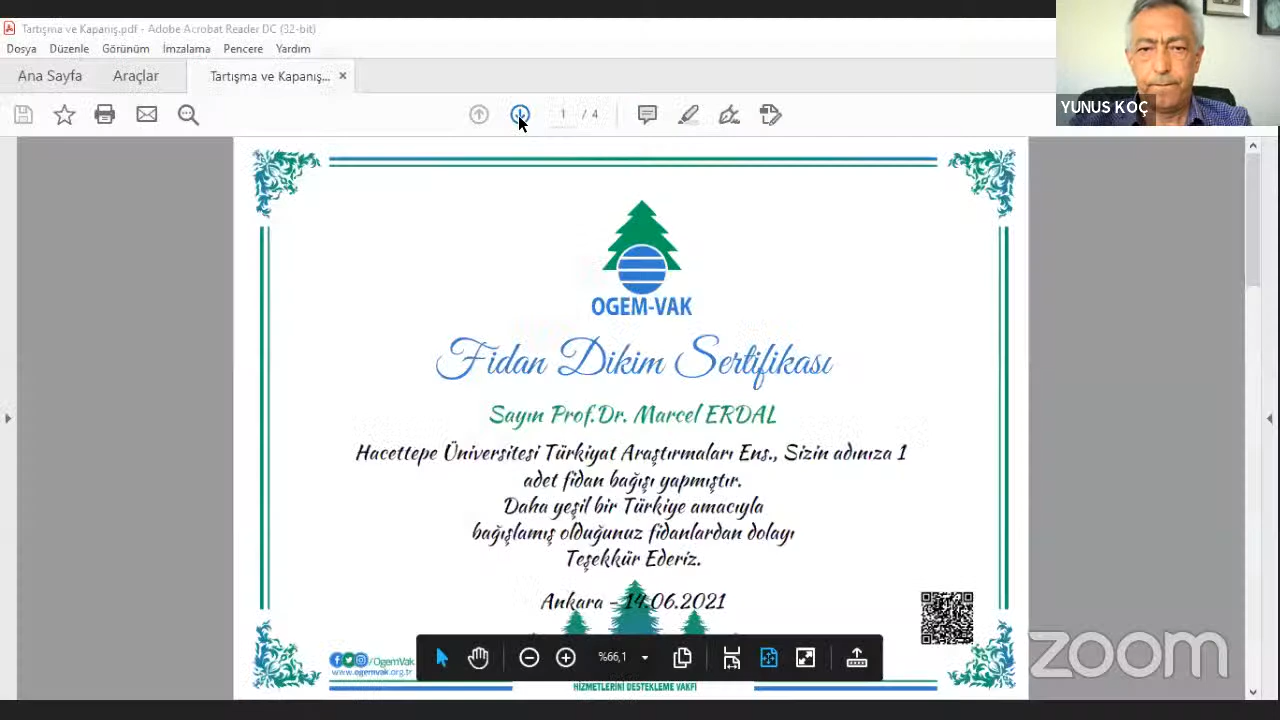 Tartışma ve Kapanış.pdf - Adobe Acrobat Reader DC (32-bit)
Dosya Düzenle Görünüm İmzalama Pencere Yardım
Ana Sayfa Araçlar Tartışma ve Kapanış... ×
1 / 4
YUNUS KOÇ
OGEM-VAK
Fidan Dikim Sertifikası
Sayın Prof.Dr. Marcel ERDAL
Hacettepe Üniversitesi Türkiyat Araştırmaları Ens., Sizin adınıza 1
adet fidan bağışı yapmıştır.
Daha yeşil bir Türkiye amacıyla
bağışlamış olduğunuz fidanlardan dolayı
Teşekkür Ederiz.
Ankara - 14.06.2021
/OgemVak
www.ogemvak.org.tr
%66,1
HİZMETLERİNİ DESTEKLEME VAKFI
zoom